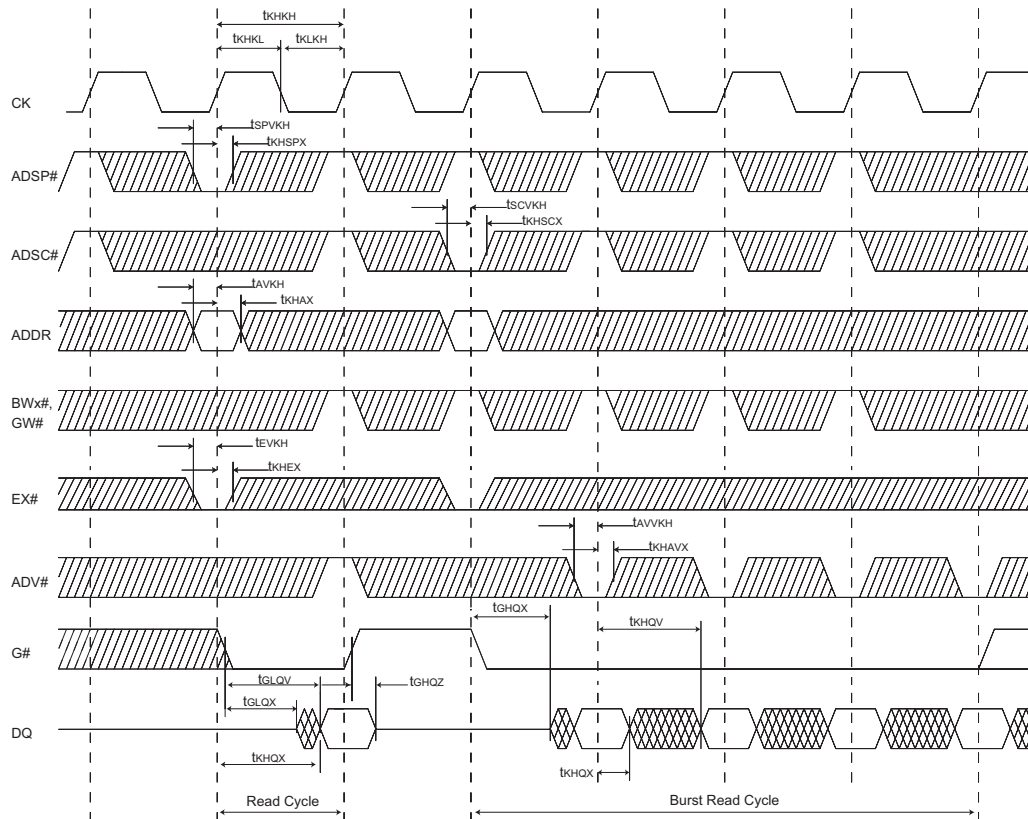 tKHKH
tKHKL tKLKH
CK
tSPVKH
tKHSPX
ADSP#
tSCVKH
tKHSCX
ADSC#
tAVKH
tKHAX
ADDR
BWx#,
GW#
tEVKH
tKHEX
EX#
tAVVKH
tKHAVX
ADV#
tGHQX
tKHQV
G#
tGLQV
tGHQZ
tGLQX
DQ
tKHQX
tKHQX
Read Cycle
Burst Read Cycle